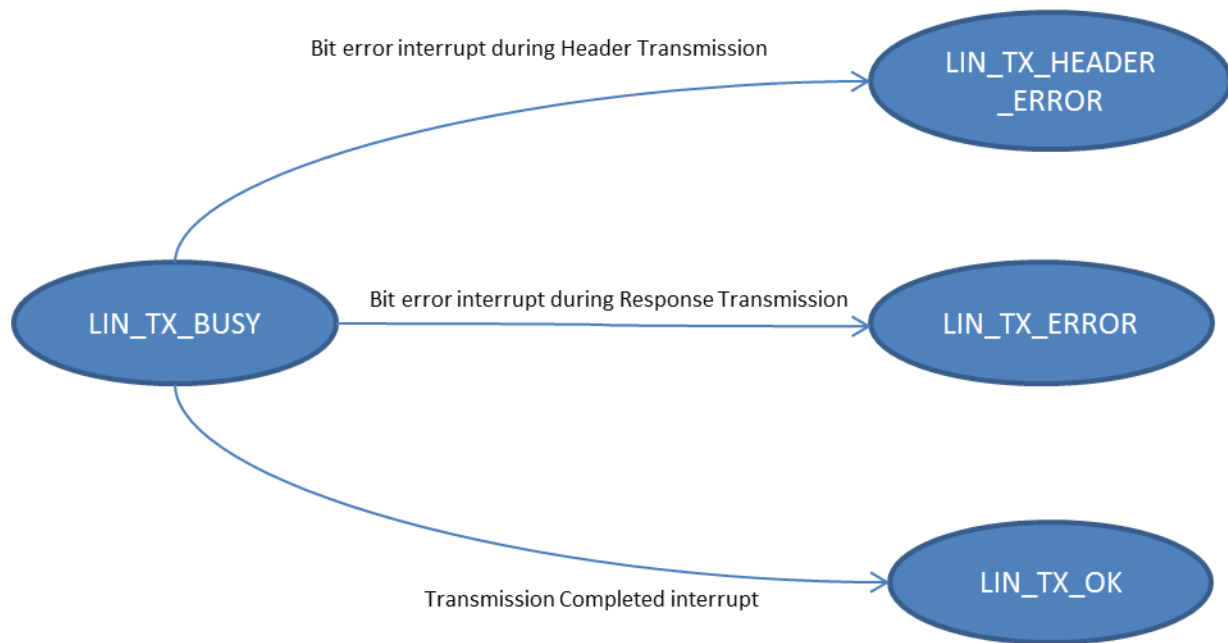 Bit error interrupt during Header Transmission
LIN_TX_HEADER
_ERROR
LIN_TX_BUSY
Bit error interrupt during Response Transmission
LIN_TX_ERROR
Transmission Completed interrupt
LIN_TX_OK